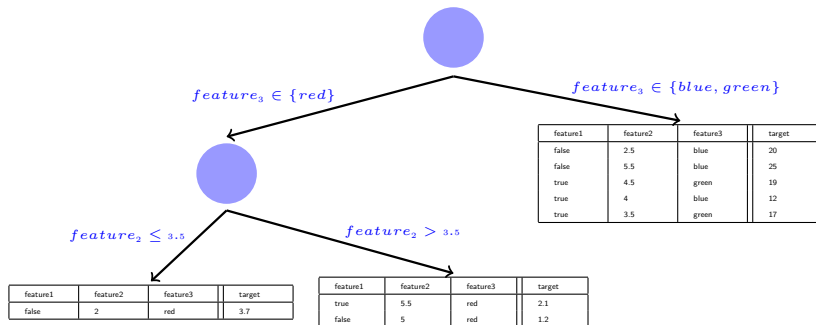 feature₃ ∈ {red}
feature₃ ∈ {blue, green}
feature1 feature2 feature3 target
false 2.5 blue 20
false 5.5 blue 25
true 4.5 green 19
true 4 blue 12
true 3.5 green 17
feature₂ ≤ 3.5
feature₂ > 3.5
feature1 feature2 feature3 target
false 2 red 3.7
feature1 feature2 feature3 target
true 5.5 red 2.1
false 5 red 1.2